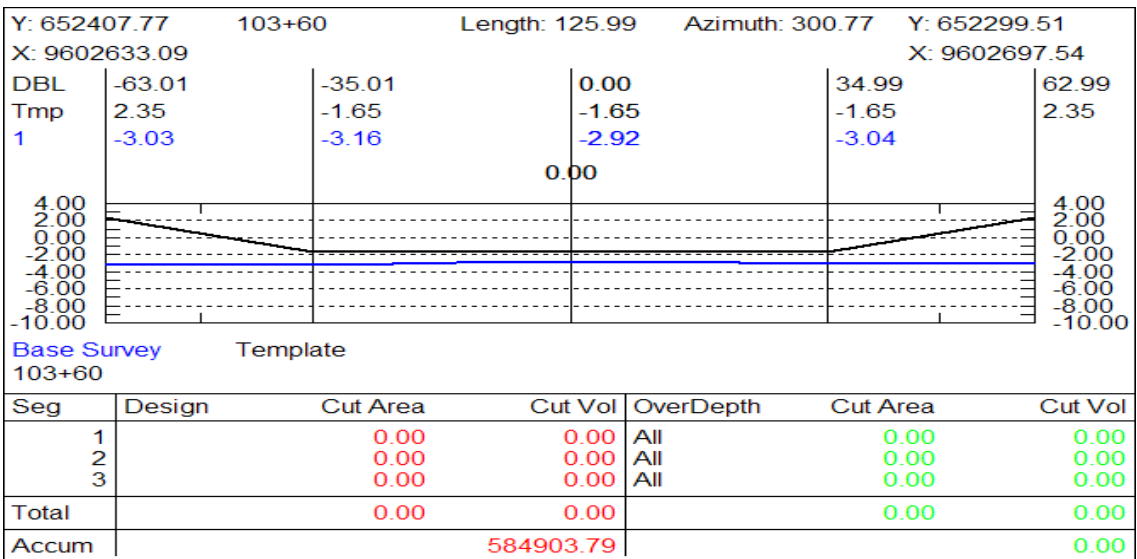 Y: 652407.77 103+60 Length: 125.99 Azimuth: 300.77 Y: 652299.51
X: 9602633.09 X: 9602697.54
DBL -63.01 -35.01 0.00 34.99 62.99
Tmp 2.35 -1.65 -1.65 -1.65 2.35
1 -3.03 -3.16 -2.92 -3.04
0.00
4.00 4.00
2.00 2.00
0.00 0.00
-2.00 -2.00
-4.00 -4.00
-6.00 -6.00
-8.00 -8.00
-10.00 -10.00
Base Survey Template
103+60
Seg Design Cut Area Cut Vol OverDepth Cut Area Cut Vol
1 0.00 0.00 All 0.00 0.00
2 0.00 0.00 All 0.00 0.00
3 0.00 0.00 All 0.00 0.00
Total 0.00 0.00 0.00 0.00
Accum 584903.79 0.00